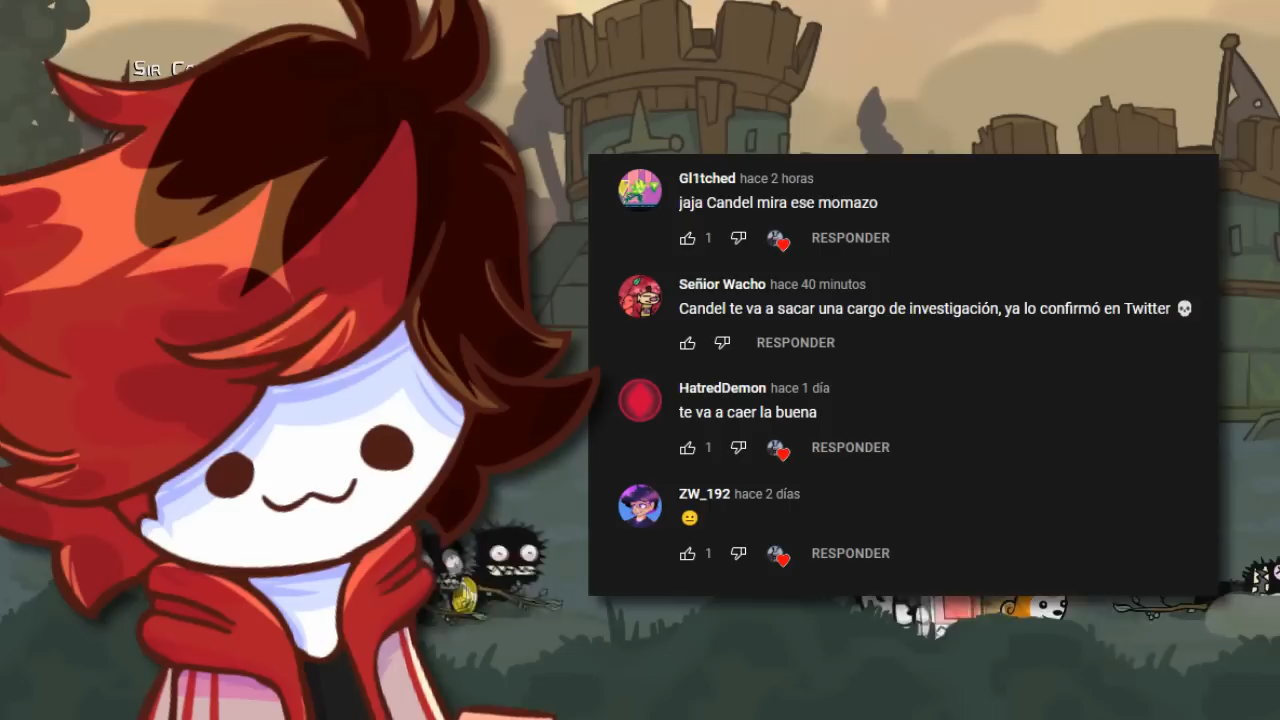 SIR
Gl1tched hace 2 horas
jaja Candel mira ese momazo
1 RESPONDER
Señior Wacho hace 40 minutos
Candel te va a sacar una cargo de investigación, ya lo confirmó en Twitter 💀
RESPONDER
HatredDemon hace 1 día
te va a caer la buena
1 RESPONDER
ZW_192 hace 2 días
😐
1 RESPONDER